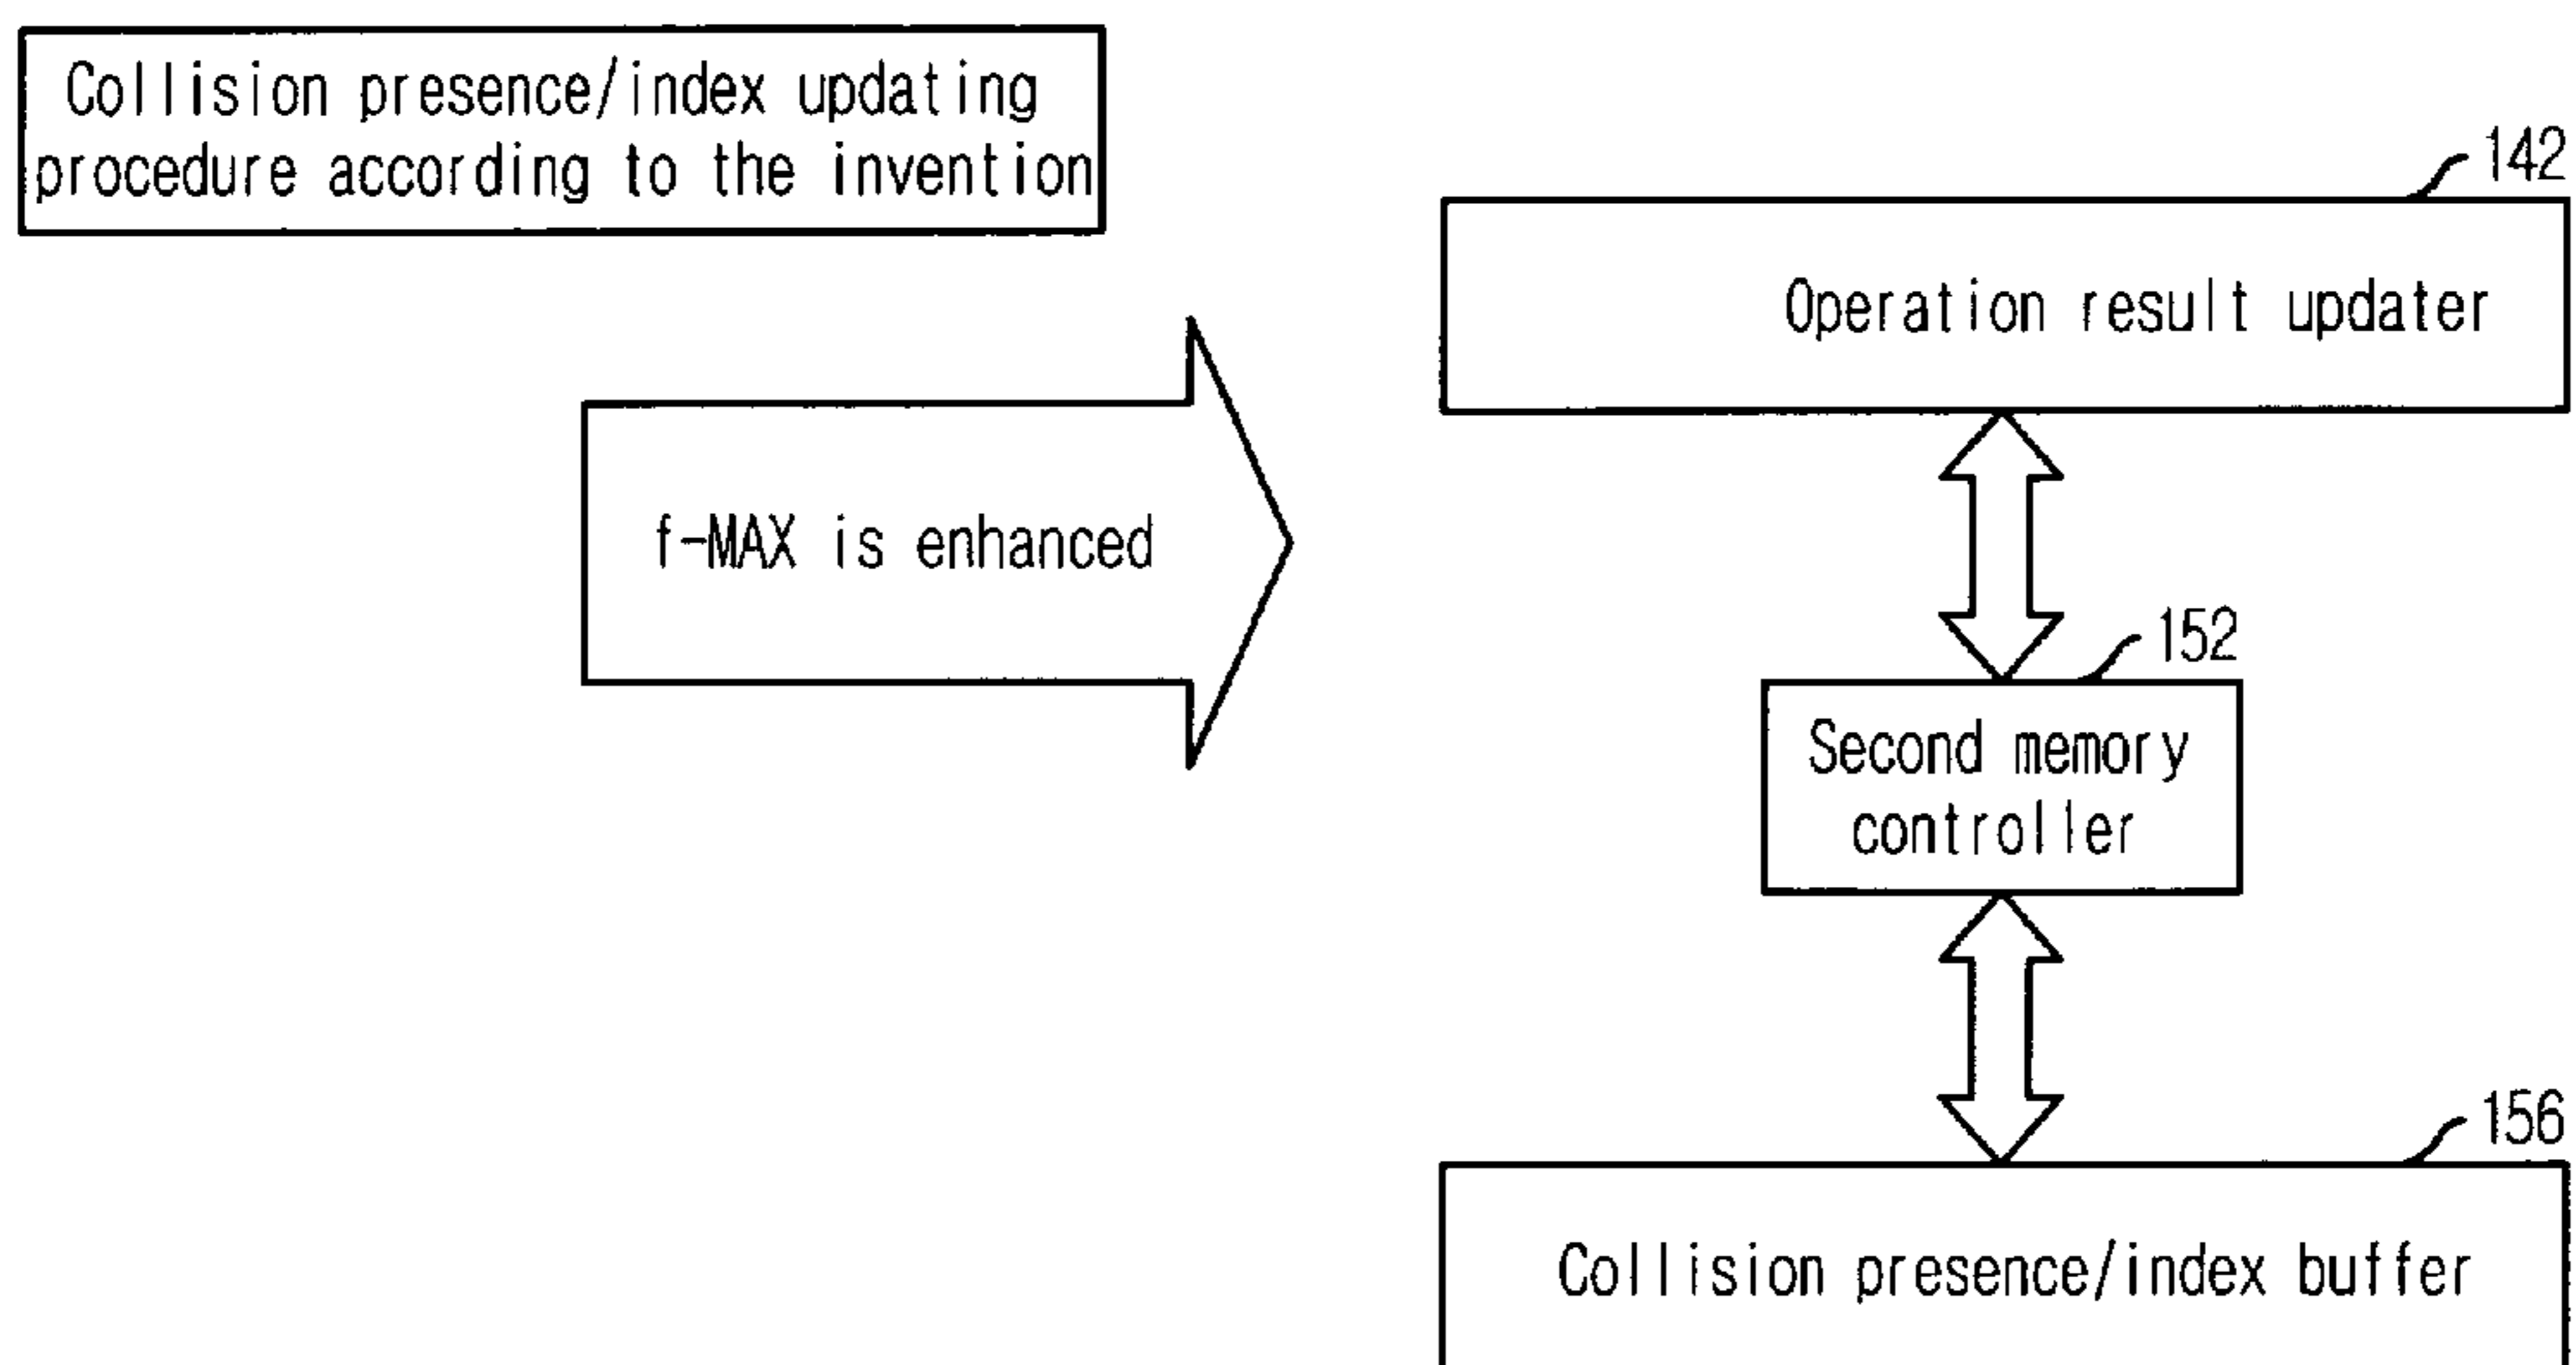 Collision presence/index updating
procedure according to the invention
142
Operation result updater
f-MAX is enhanced
152
Second memory
controller
156
Collision presence/index buffer